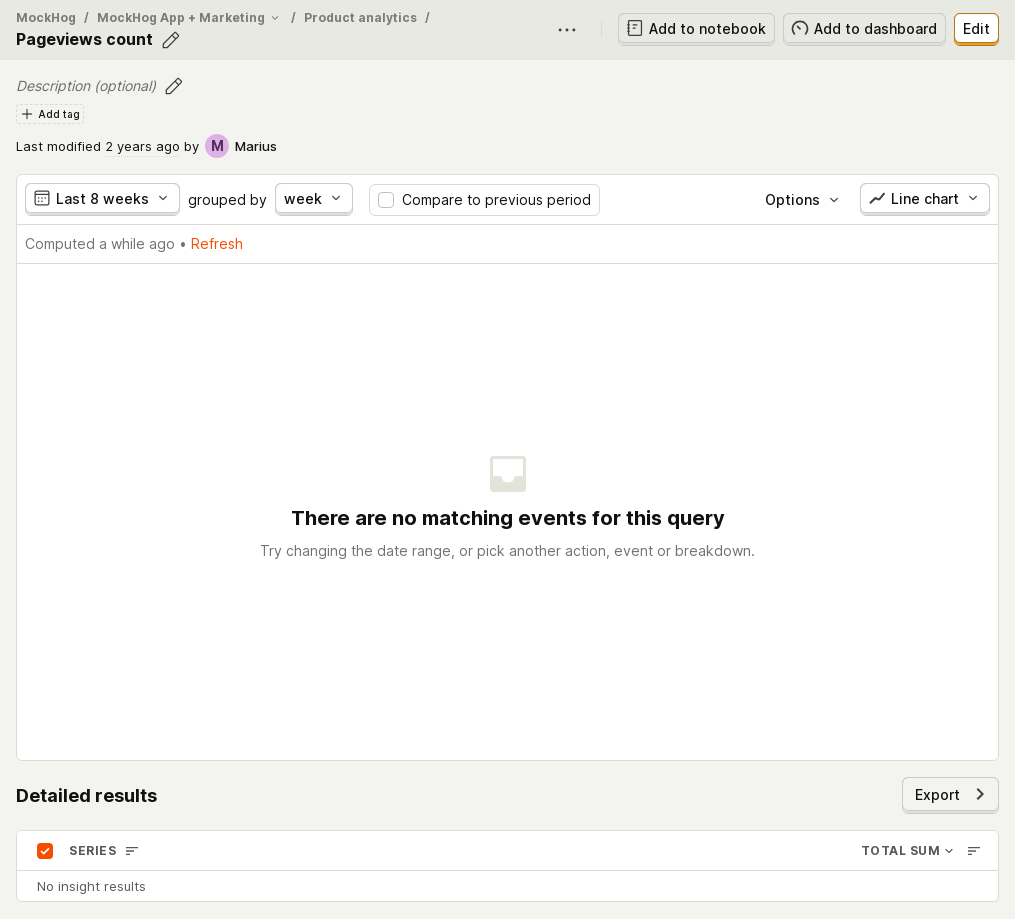 MockHog / MockHog App + Marketing / Product analytics /
Pageviews count
Add to notebook
Add to dashboard
Edit
Description (optional)
Add tag
Last modified 2 years ago by M Marius
Last 8 weeks grouped by week Compare to previous period Options Line chart
Computed a while ago • Refresh
There are no matching events for this query
Try changing the date range, or pick another action, event or breakdown.
Detailed results
Export
SERIES TOTAL SUM
No insight results